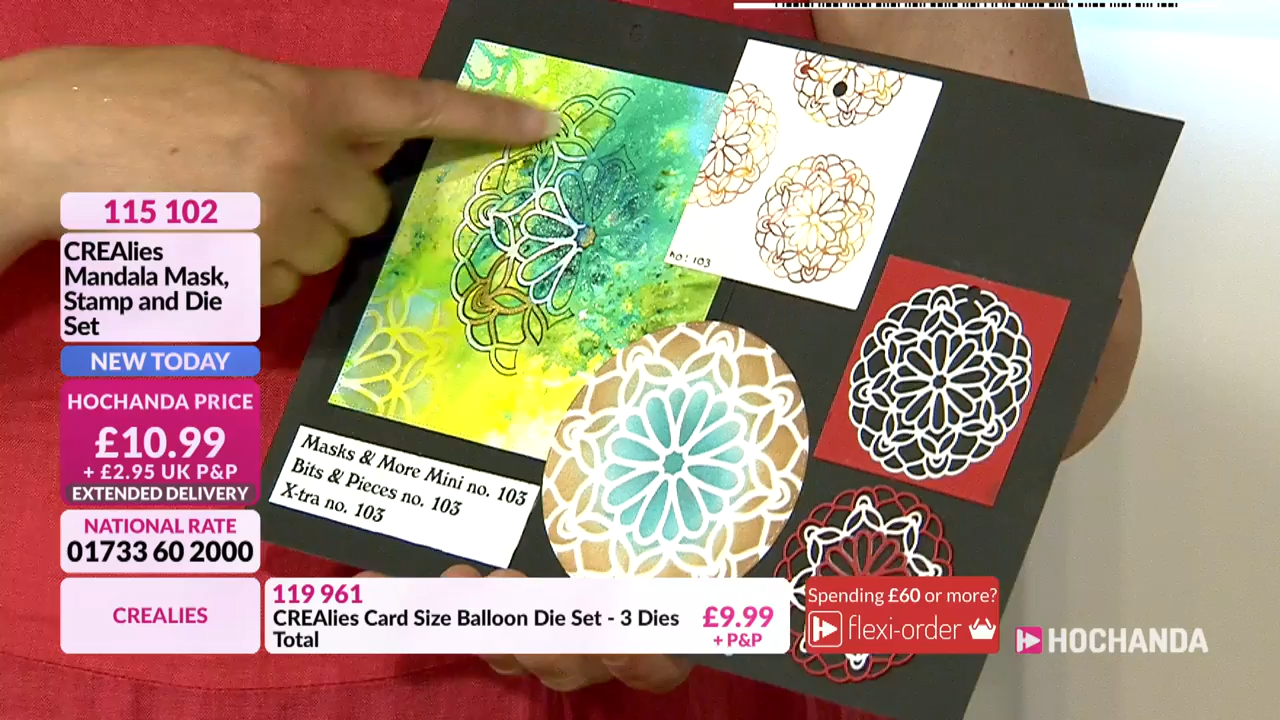 115 102
CREAlies
Mandala Mask,
Stamp and Die
Set
NEW TODAY
HOCHANDA PRICE
£10.99
+ £2.95 UK P&P
EXTENDED DELIVERY
NATIONAL RATE
01733 60 2000
CREALIES
no: 103
Masks & More Mini no. 103
Bits & Pieces no. 103
X-tra no. 103
119 961
CREAlies Card Size Balloon Die Set - 3 Dies
Total
£9.99
+ P&P
Spending £60 or more?
flexi-order
HOCHANDA